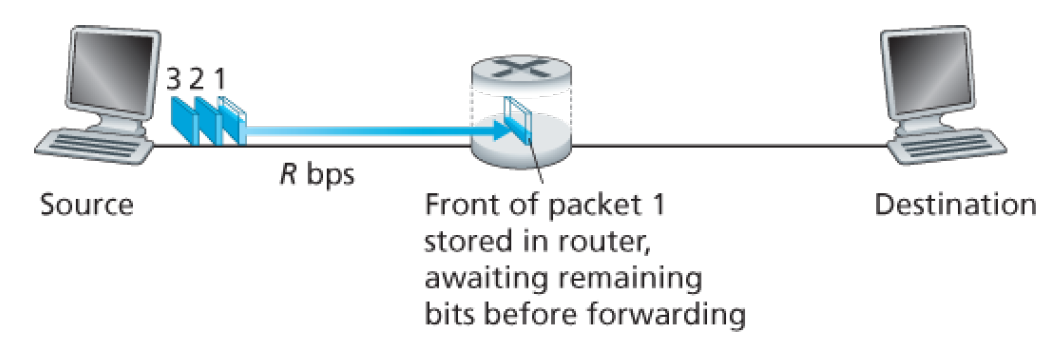 3 2 1
R bps
Source
Front of packet 1
stored in router,
awaiting remaining
bits before forwarding
Destination